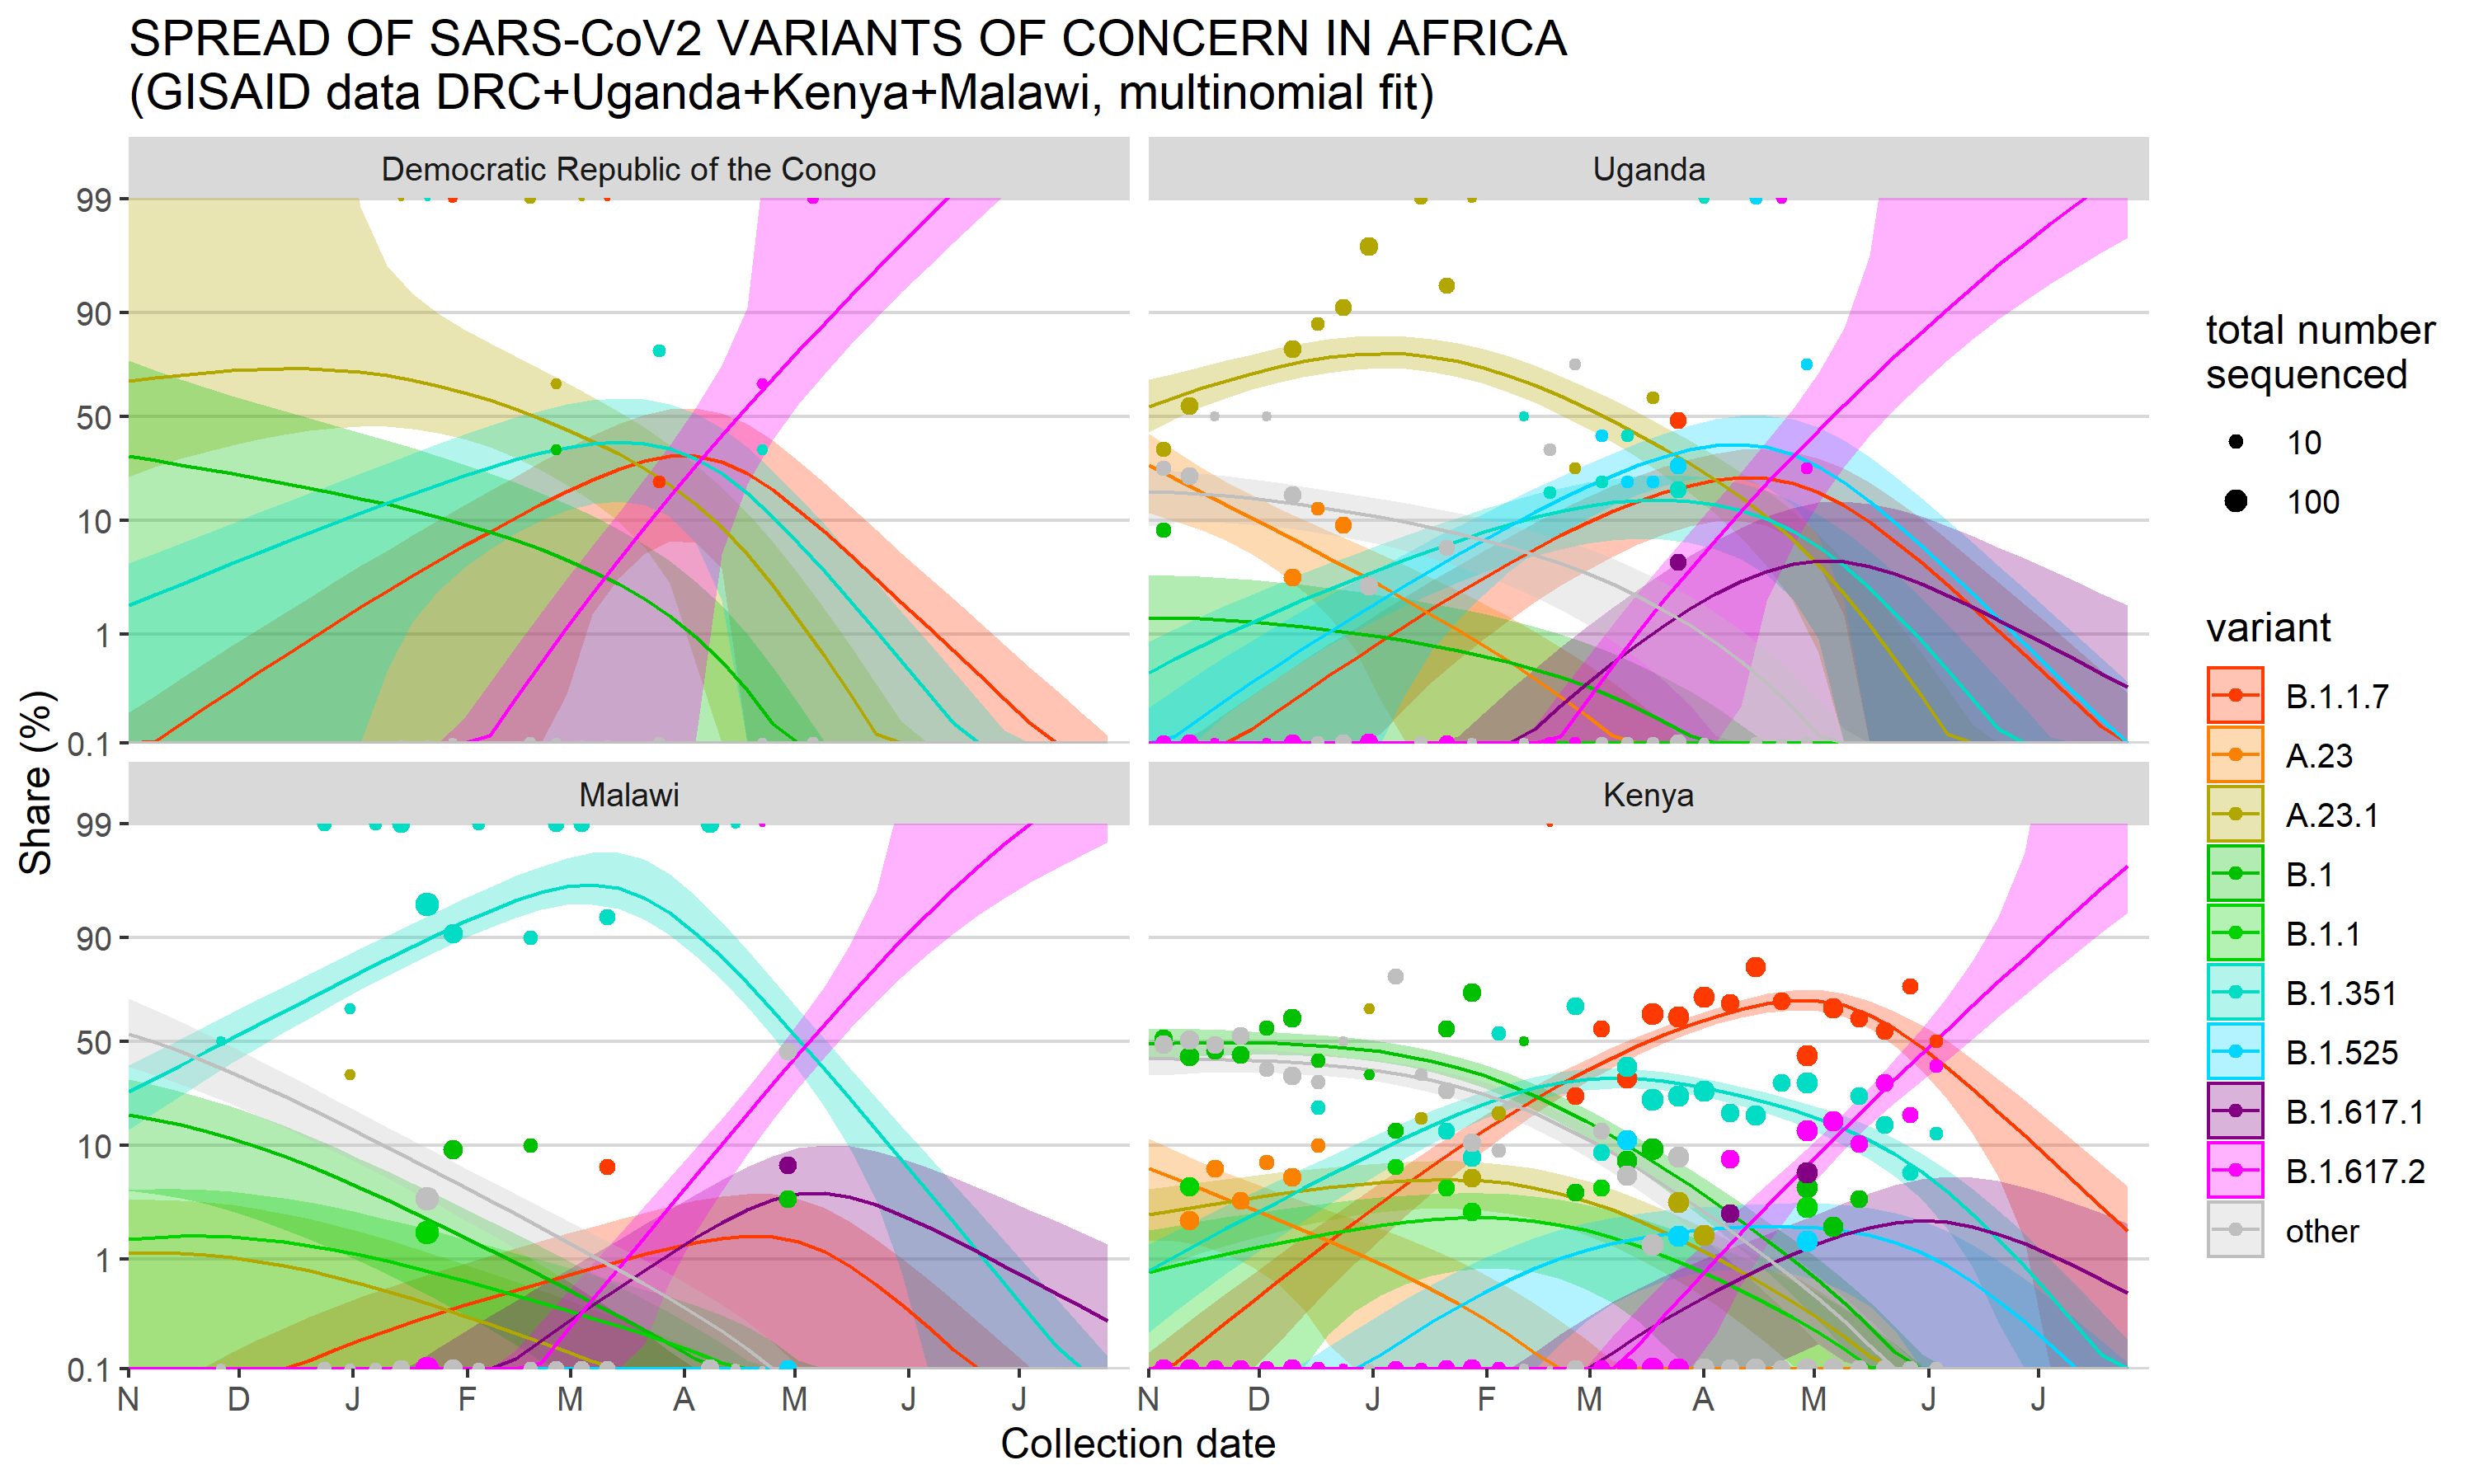 SPREAD OF SARS-CoV2 VARIANTS OF CONCERN IN AFRICA
(GISAID data DRC+Uganda+Kenya+Malawi, multinomial fit)
Democratic Republic of the Congo
Uganda
99
90
50
10
1
0.1
Malawi
Kenya
99
90
50
10
1
0.1
Share (%)
N D J F M A M J J
N D J F M A M J J
Collection date
total number
sequenced
10
100
variant
B.1.1.7
A.23
A.23.1
B.1
B.1.1
B.1.351
B.1.525
B.1.617.1
B.1.617.2
other